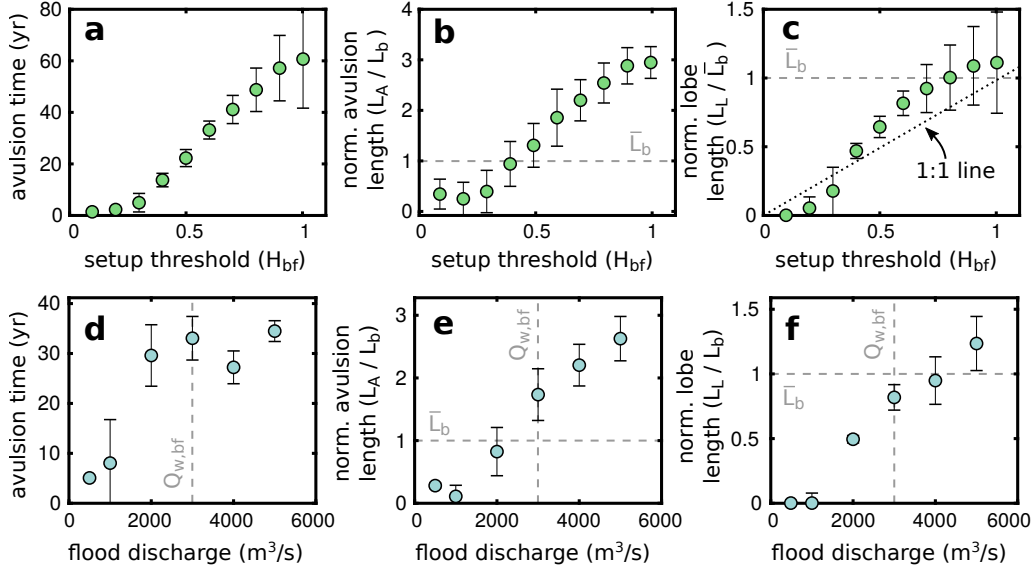 a
avulsion time (yr)
80
60
40
20
0
0
0.5
1
setup threshold (H_bf)
b
norm. avulsion
length (L_A / L_b)
4
3
2
1
0
L̄_b
0
0.5
1
setup threshold (H_bf)
c
norm. lobe
length (L_L / L̄_b)
1.5
1
0.5
0
L̄_b
1:1 line
0
0.5
1
setup threshold (H_bf)
d
avulsion time (yr)
40
30
20
10
0
Q_w,bf
0
2000
4000
6000
flood discharge (m³/s)
e
norm. avulsion
length (L_A / L_b)
3
2
1
0
L̄_b
Q_w,bf
0
2000
4000
6000
flood discharge (m³/s)
f
norm. lobe
length (L_L / L_b)
1.5
1
0.5
0
L̄_b
Q_w,bf
0
2000
4000
6000
flood discharge (m³/s)